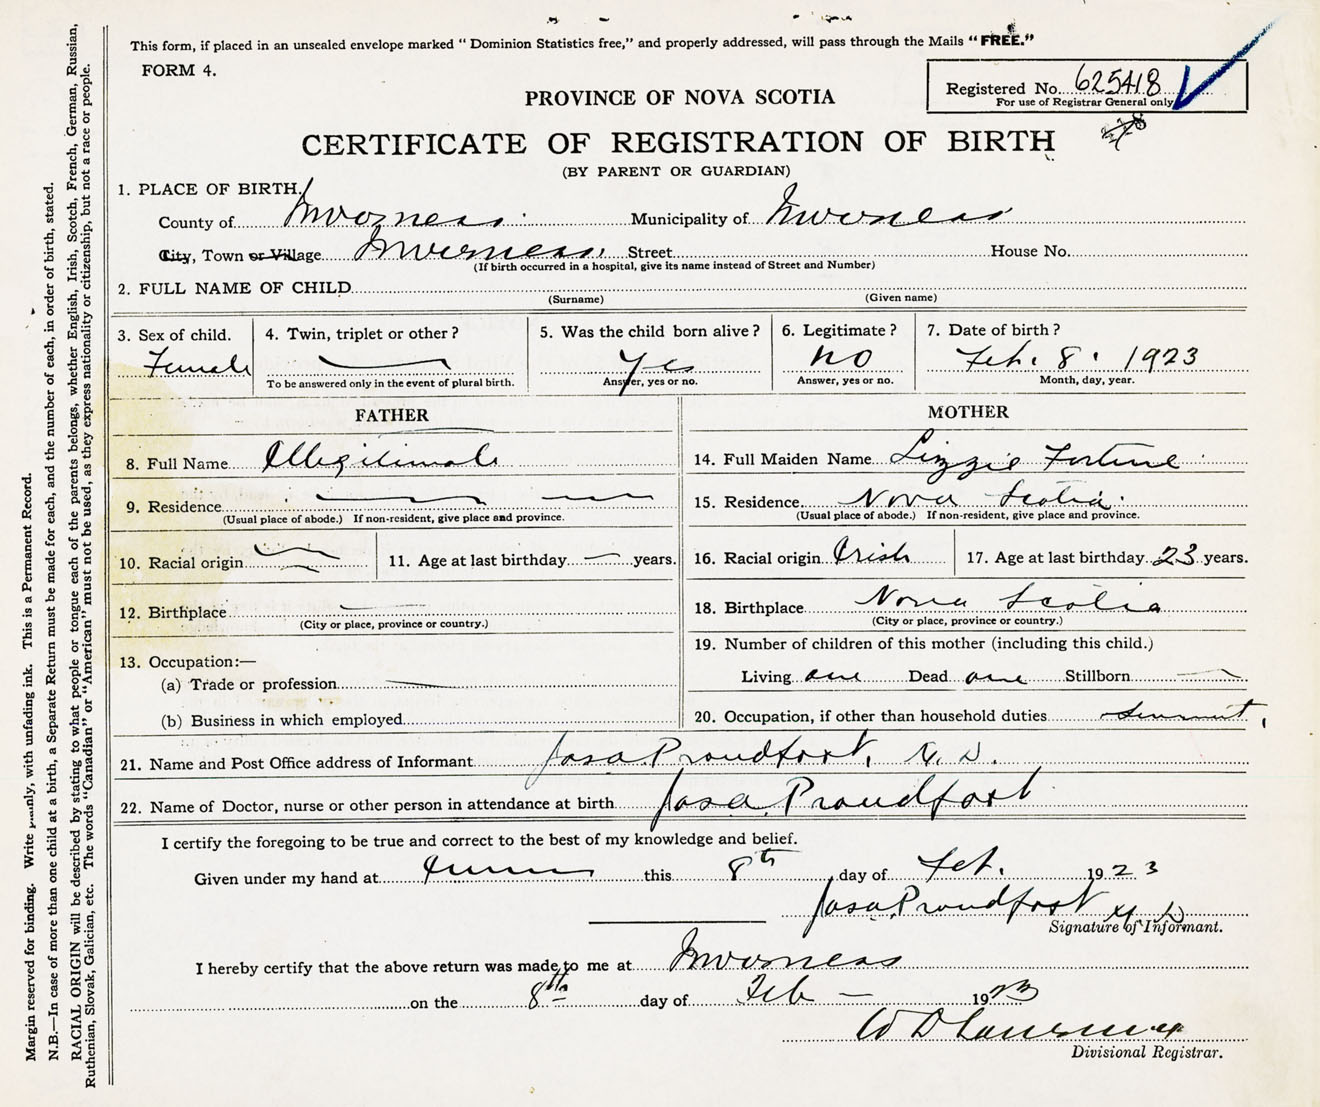 This form, if placed in an unsealed envelope marked "Dominion Statistics free," and properly addressed, will pass through the Mails "FREE."
FORM 4.
Registered No. 625418
For use of Registrar General only
PROVINCE OF NOVA SCOTIA
CERTIFICATE OF REGISTRATION OF BIRTH
(BY PARENT OR GUARDIAN)
1. PLACE OF BIRTH.
County of Inverness Municipality of Inverness
City, Town or Village Inverness Street House No.
(If birth occurred in a hospital, give its name instead of Street and Number)
2. FULL NAME OF CHILD
(Surname) (Given name)
3. Sex of child. 4. Twin, triplet or other? 5. Was the child born alive? 6. Legitimate? 7. Date of birth?
Female Yes no Feb. 8. 1923
To be answered only in the event of plural birth. Answer, yes or no. Answer, yes or no. Month, day, year.
FATHER
8. Full Name Illegitimate
9. Residence
(Usual place of abode.) If non-resident, give place and province.
10. Racial origin 11. Age at last birthday years.
12. Birthplace
(City or place, province or country.)
13. Occupation:—
(a) Trade or profession
(b) Business in which employed
MOTHER
14. Full Maiden Name Lizzie Fortune
15. Residence Nova Scotia
(Usual place of abode.) If non-resident, give place and province.
16. Racial origin Irish 17. Age at last birthday 23 years.
18. Birthplace Nova Scotia
(City or place, province or country.)
19. Number of children of this mother (including this child.)
Living one Dead one Stillborn
20. Occupation, if other than household duties Servant
21. Name and Post Office address of Informant Jas a Proudfoot, M. D.
22. Name of Doctor, nurse or other person in attendance at birth Jas a. Proudfoot
I certify the foregoing to be true and correct to the best of my knowledge and belief.
Given under my hand at this 8th day of Feb. 1923
Jas a. Proudfoot M D
Signature of Informant.
I hereby certify that the above return was made to me at Inverness
on the 8th day of Feb 1923
W D Lawrence
Divisional Registrar.
Margin reserved for binding. Write plainly, with unfading ink. This is a Permanent Record.
N.B.—In case of more than one child at a birth, a Separate Return must be made for each, and the number of each, in order of birth, stated.
RACIAL ORIGIN will be described by stating to what people or tongue each of the parents belongs, whether English, Irish, Scotch, French, German, Russian,
Ruthenian, Slovak, Galician, etc. The words "Canadian" or "American" must not be used, as they express nationality or citizenship, but not a race or people.